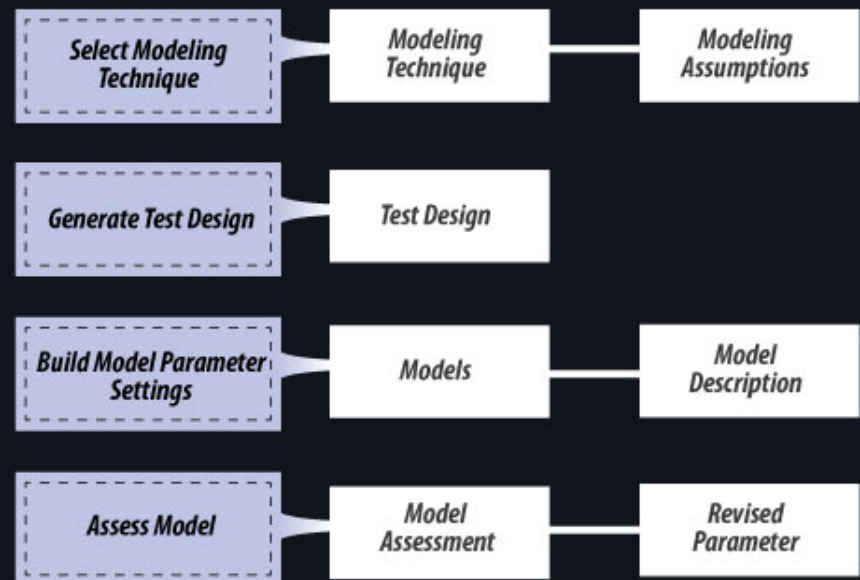 Select Modeling
Technique
Modeling
Technique
Modeling
Assumptions
Generate Test Design
Test Design
Build Model Parameter
Settings
Models
Model
Description
Assess Model
Model
Assessment
Revised
Parameter